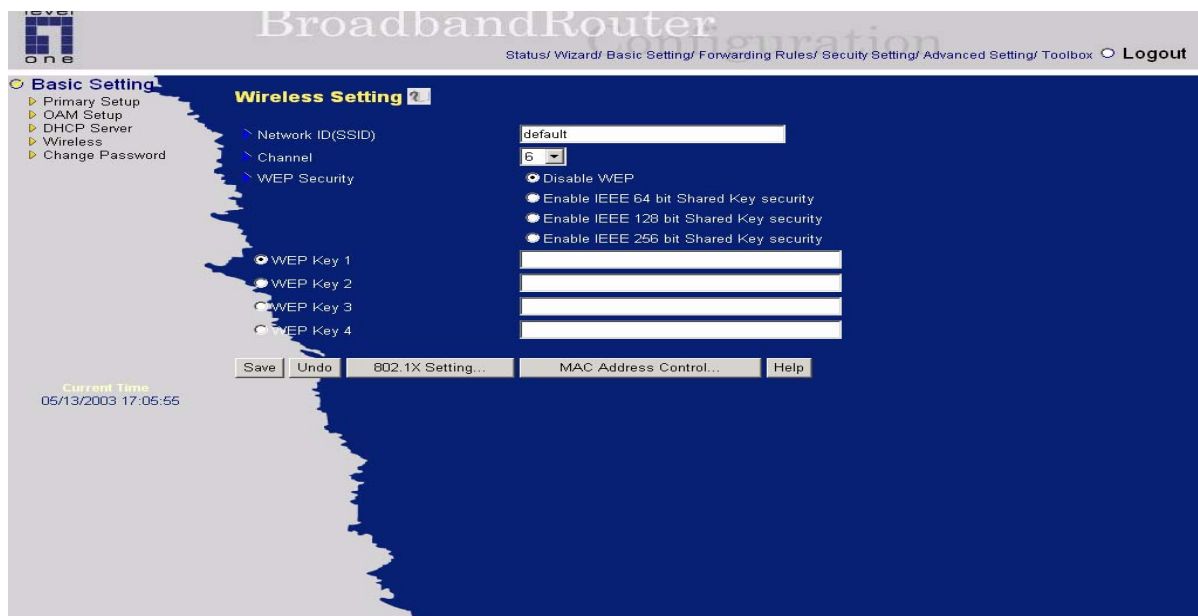 level
one
BroadbandRouter
Configuration
Status/ Wizard/ Basic Setting/ Forwarding Rules/ Secuity Setting/ Advanced Setting/ Toolbox Logout
Basic Setting
Primary Setup
OAM Setup
DHCP Server
Wireless
Change Password
Current Time
05/13/2003 17:05:55
Wireless Setting ?
Network ID(SSID) default
Channel 6
WEP Security Disable WEP
Enable IEEE 64 bit Shared Key security
Enable IEEE 128 bit Shared Key security
Enable IEEE 256 bit Shared Key security
WEP Key 1
WEP Key 2
WEP Key 3
WEP Key 4
Save Undo 802.1X Setting... MAC Address Control... Help